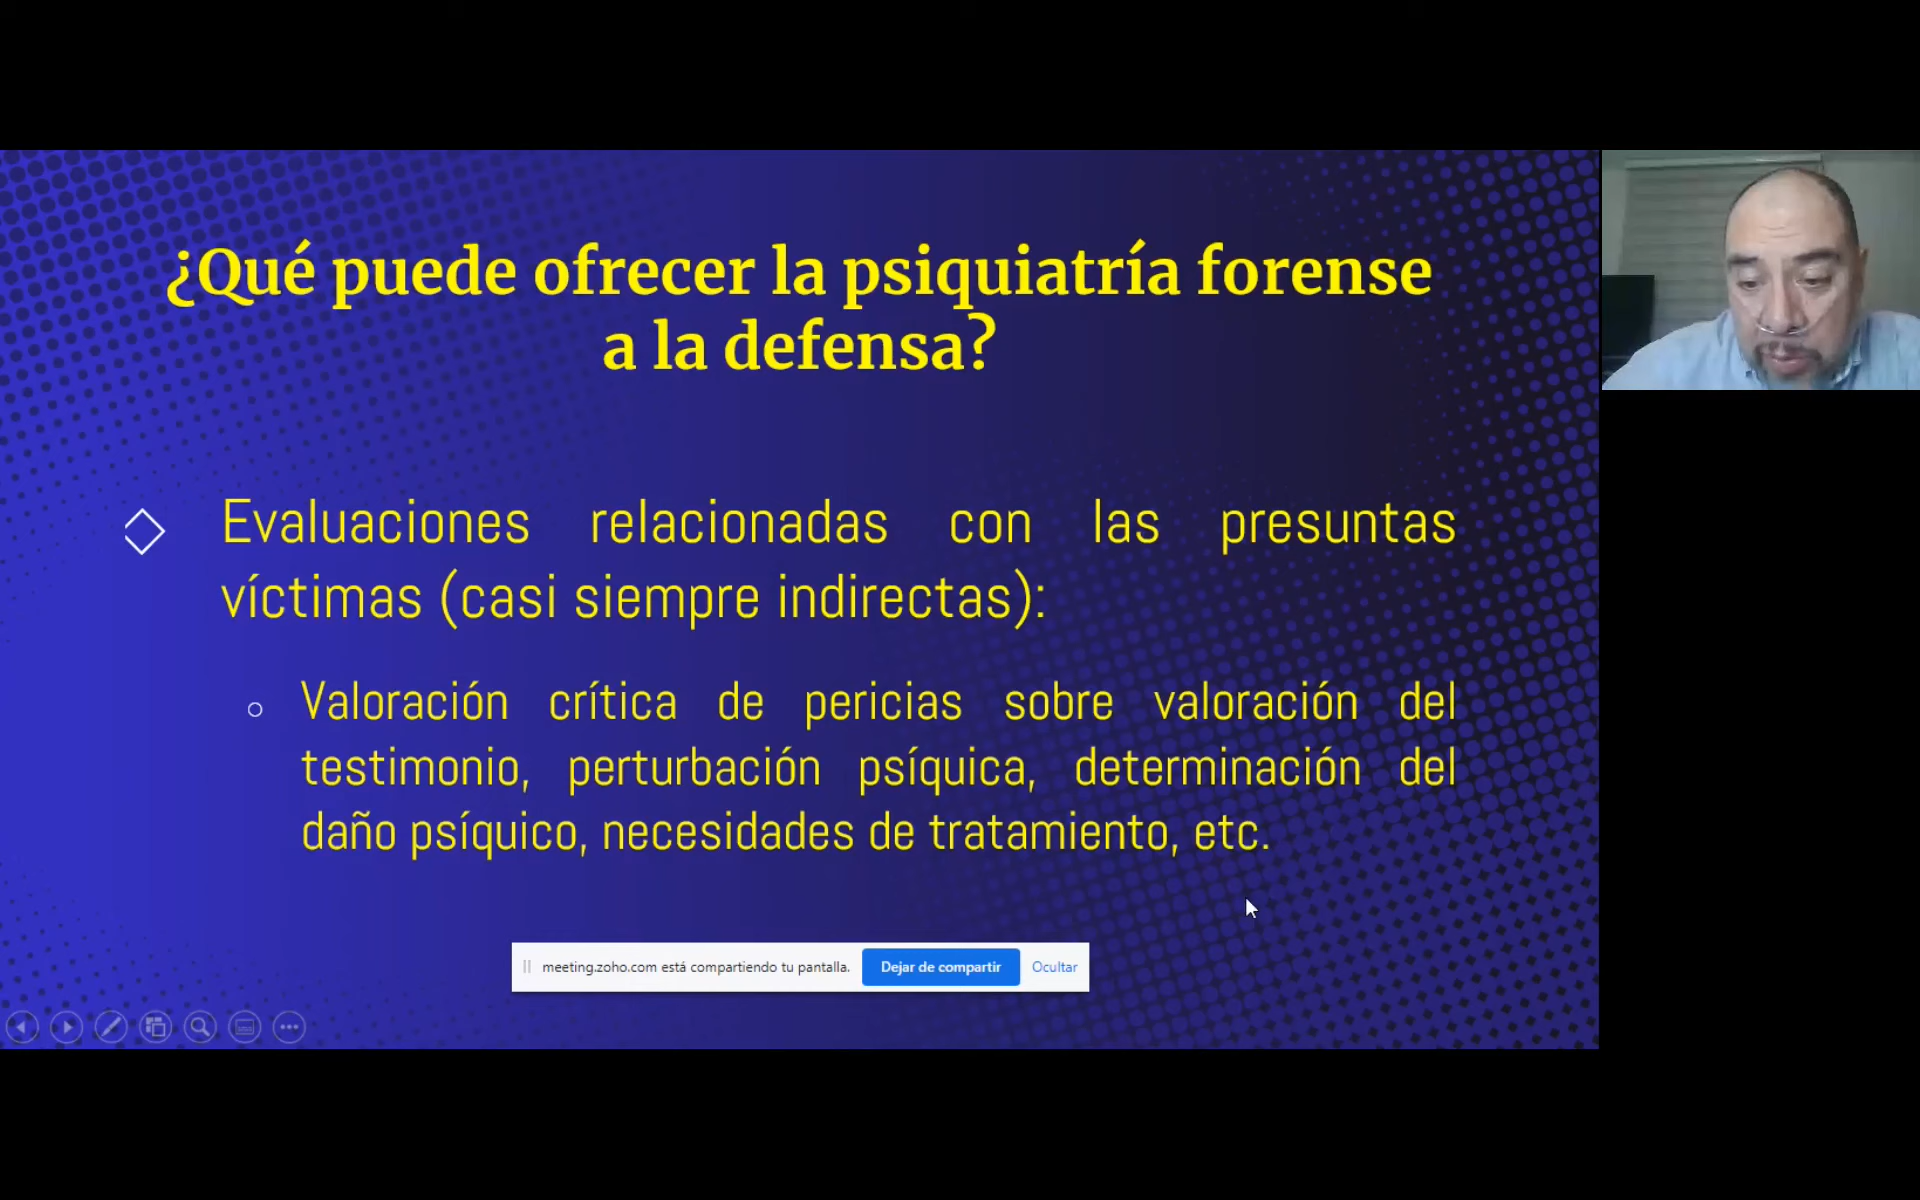 ¿Qué puede ofrecer la psiquiatría forense
a la defensa?
Evaluaciones relacionadas con las presuntas
víctimas (casi siempre indirectas):
Valoración crítica de pericias sobre valoración del
testimonio, perturbación psíquica, determinación del
daño psíquico, necesidades de tratamiento, etc.
meeting.zoho.com está compartiendo tu pantalla. Dejar de compartir Ocultar